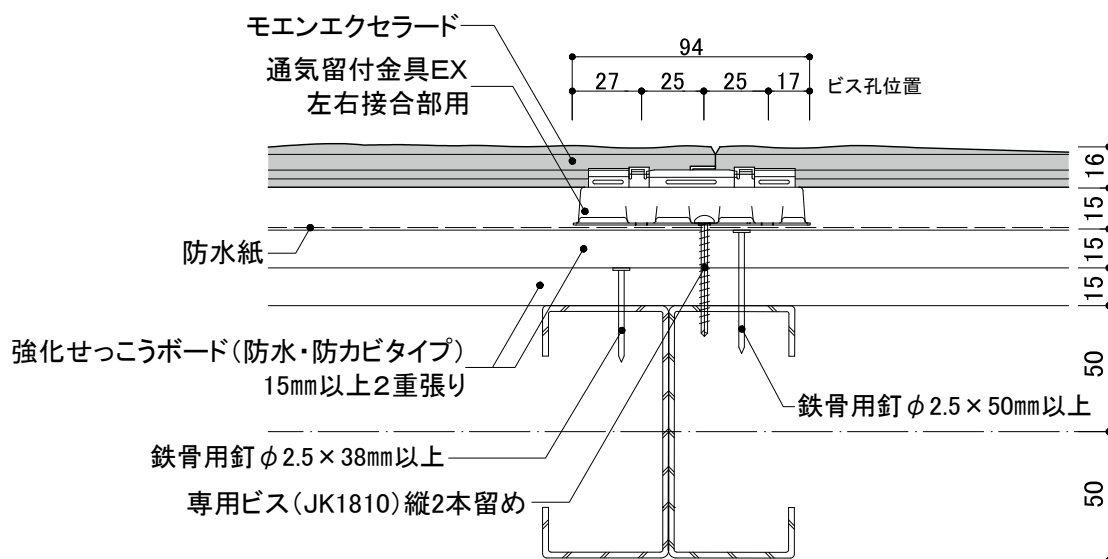 モエンエクセラード
通気留付金具EX
左右接合部用
94
27 25 25 17 ビス孔位置
16
15
15
15
50
50
防水紙
強化せっこうボード(防水・防カビタイプ)
15mm以上2重張り
鉄骨用釘φ2.5×50mm以上
鉄骨用釘φ2.5×38mm以上
専用ビス(JK1810)縦2本留め